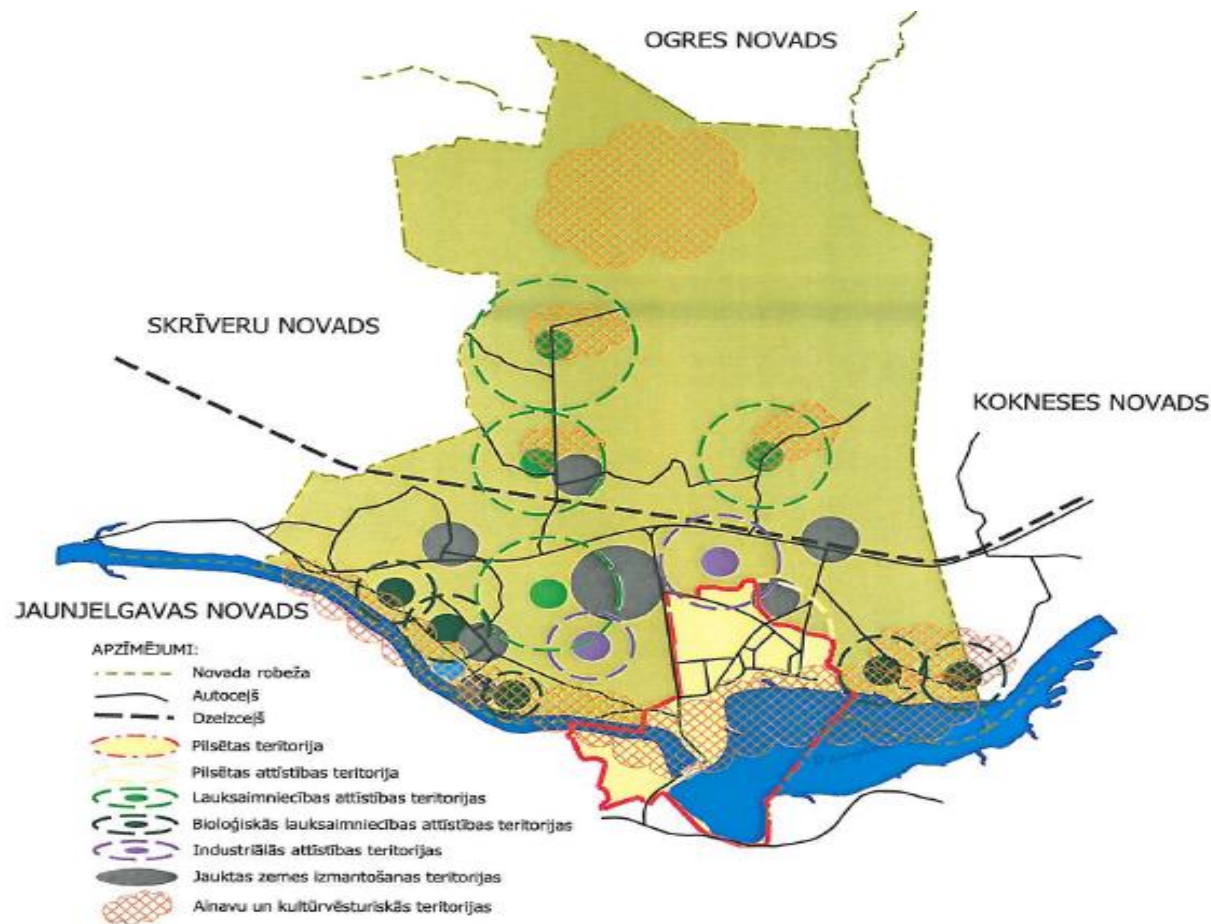 OGRES NOVADS
SKRĪVERU NOVADS
KOKNESES NOVADS
JAUNJELGAVAS NOVADS
APZĪMĒJUMI:
Novada robeža
Autoceļš
Dzelzceļš
Pilsētas teritorija
Pilsētas attīstības teritorija
Lauksaimniecības attīstības teritorijas
Bioloģiskās lauksaimniecības attīstības teritorijas
Industriālās attīstības teritorijas
Jauktas zemes izmantošanas teritorijas
Ainavu un kultūrvēsturiskās teritorijas